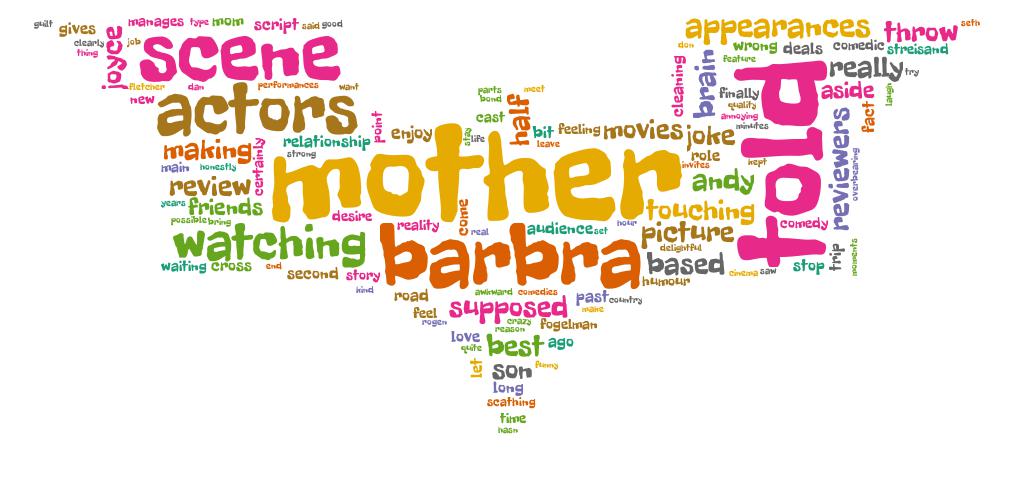 guilt
gives
clearly
thing
joyce
job
manages
type
mom
script
said
good
scene
fletcher
dan
performances
want
new
actors
making
certainly
relationship
strong
point
enjoy
main
honestly
review
years
friends
possible
bring
desire
watching
waiting
cross
end
second
story
reality
come
real
kind
mother
barbra
parts
bond
meet
cast
half
stay
life
bit
leave
feeling
movies
joke
role
invites
andy
touching
hour
audience
set
picture
delightful
based
humour
cinema
saw
appearances
throw
seth
don
wrong
deals
comedic
streisand
feature
cleaning
brain
finally
quality
annoying
minutes
kept
told
really
try
aside
laugh
fact
reviewers
overbearing
comedy
stop
trip
moments
road
feel
rogen
awkward
comedies
supposed
past
country
make
crazy
reason
fogelman
love
quite
best
ago
let
son
funny
long
scathing
time
hasn